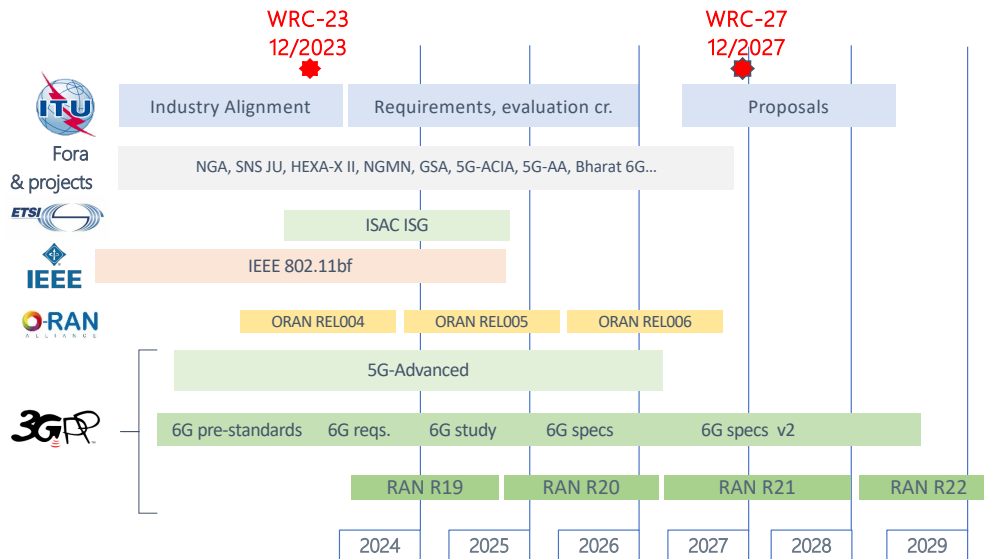 WRC-23
12/2023
WRC-27
12/2027
ITU
Industry Alignment
Requirements, evaluation cr.
Proposals
Fora
& projects
NGA, SNS JU, HEXA-X II, NGMN, GSA, 5G-ACIA, 5G-AA, Bharat 6G...
ETSI
ISAC ISG
IEEE
IEEE 802.11bf
O-RAN
ALLIANCE
ORAN REL004
ORAN REL005
ORAN REL006
5G-Advanced
3GPP
6G pre-standards
6G reqs.
6G study
6G specs
6G specs v2
RAN R19
RAN R20
RAN R21
RAN R22
2024
2025
2026
2027
2028
2029